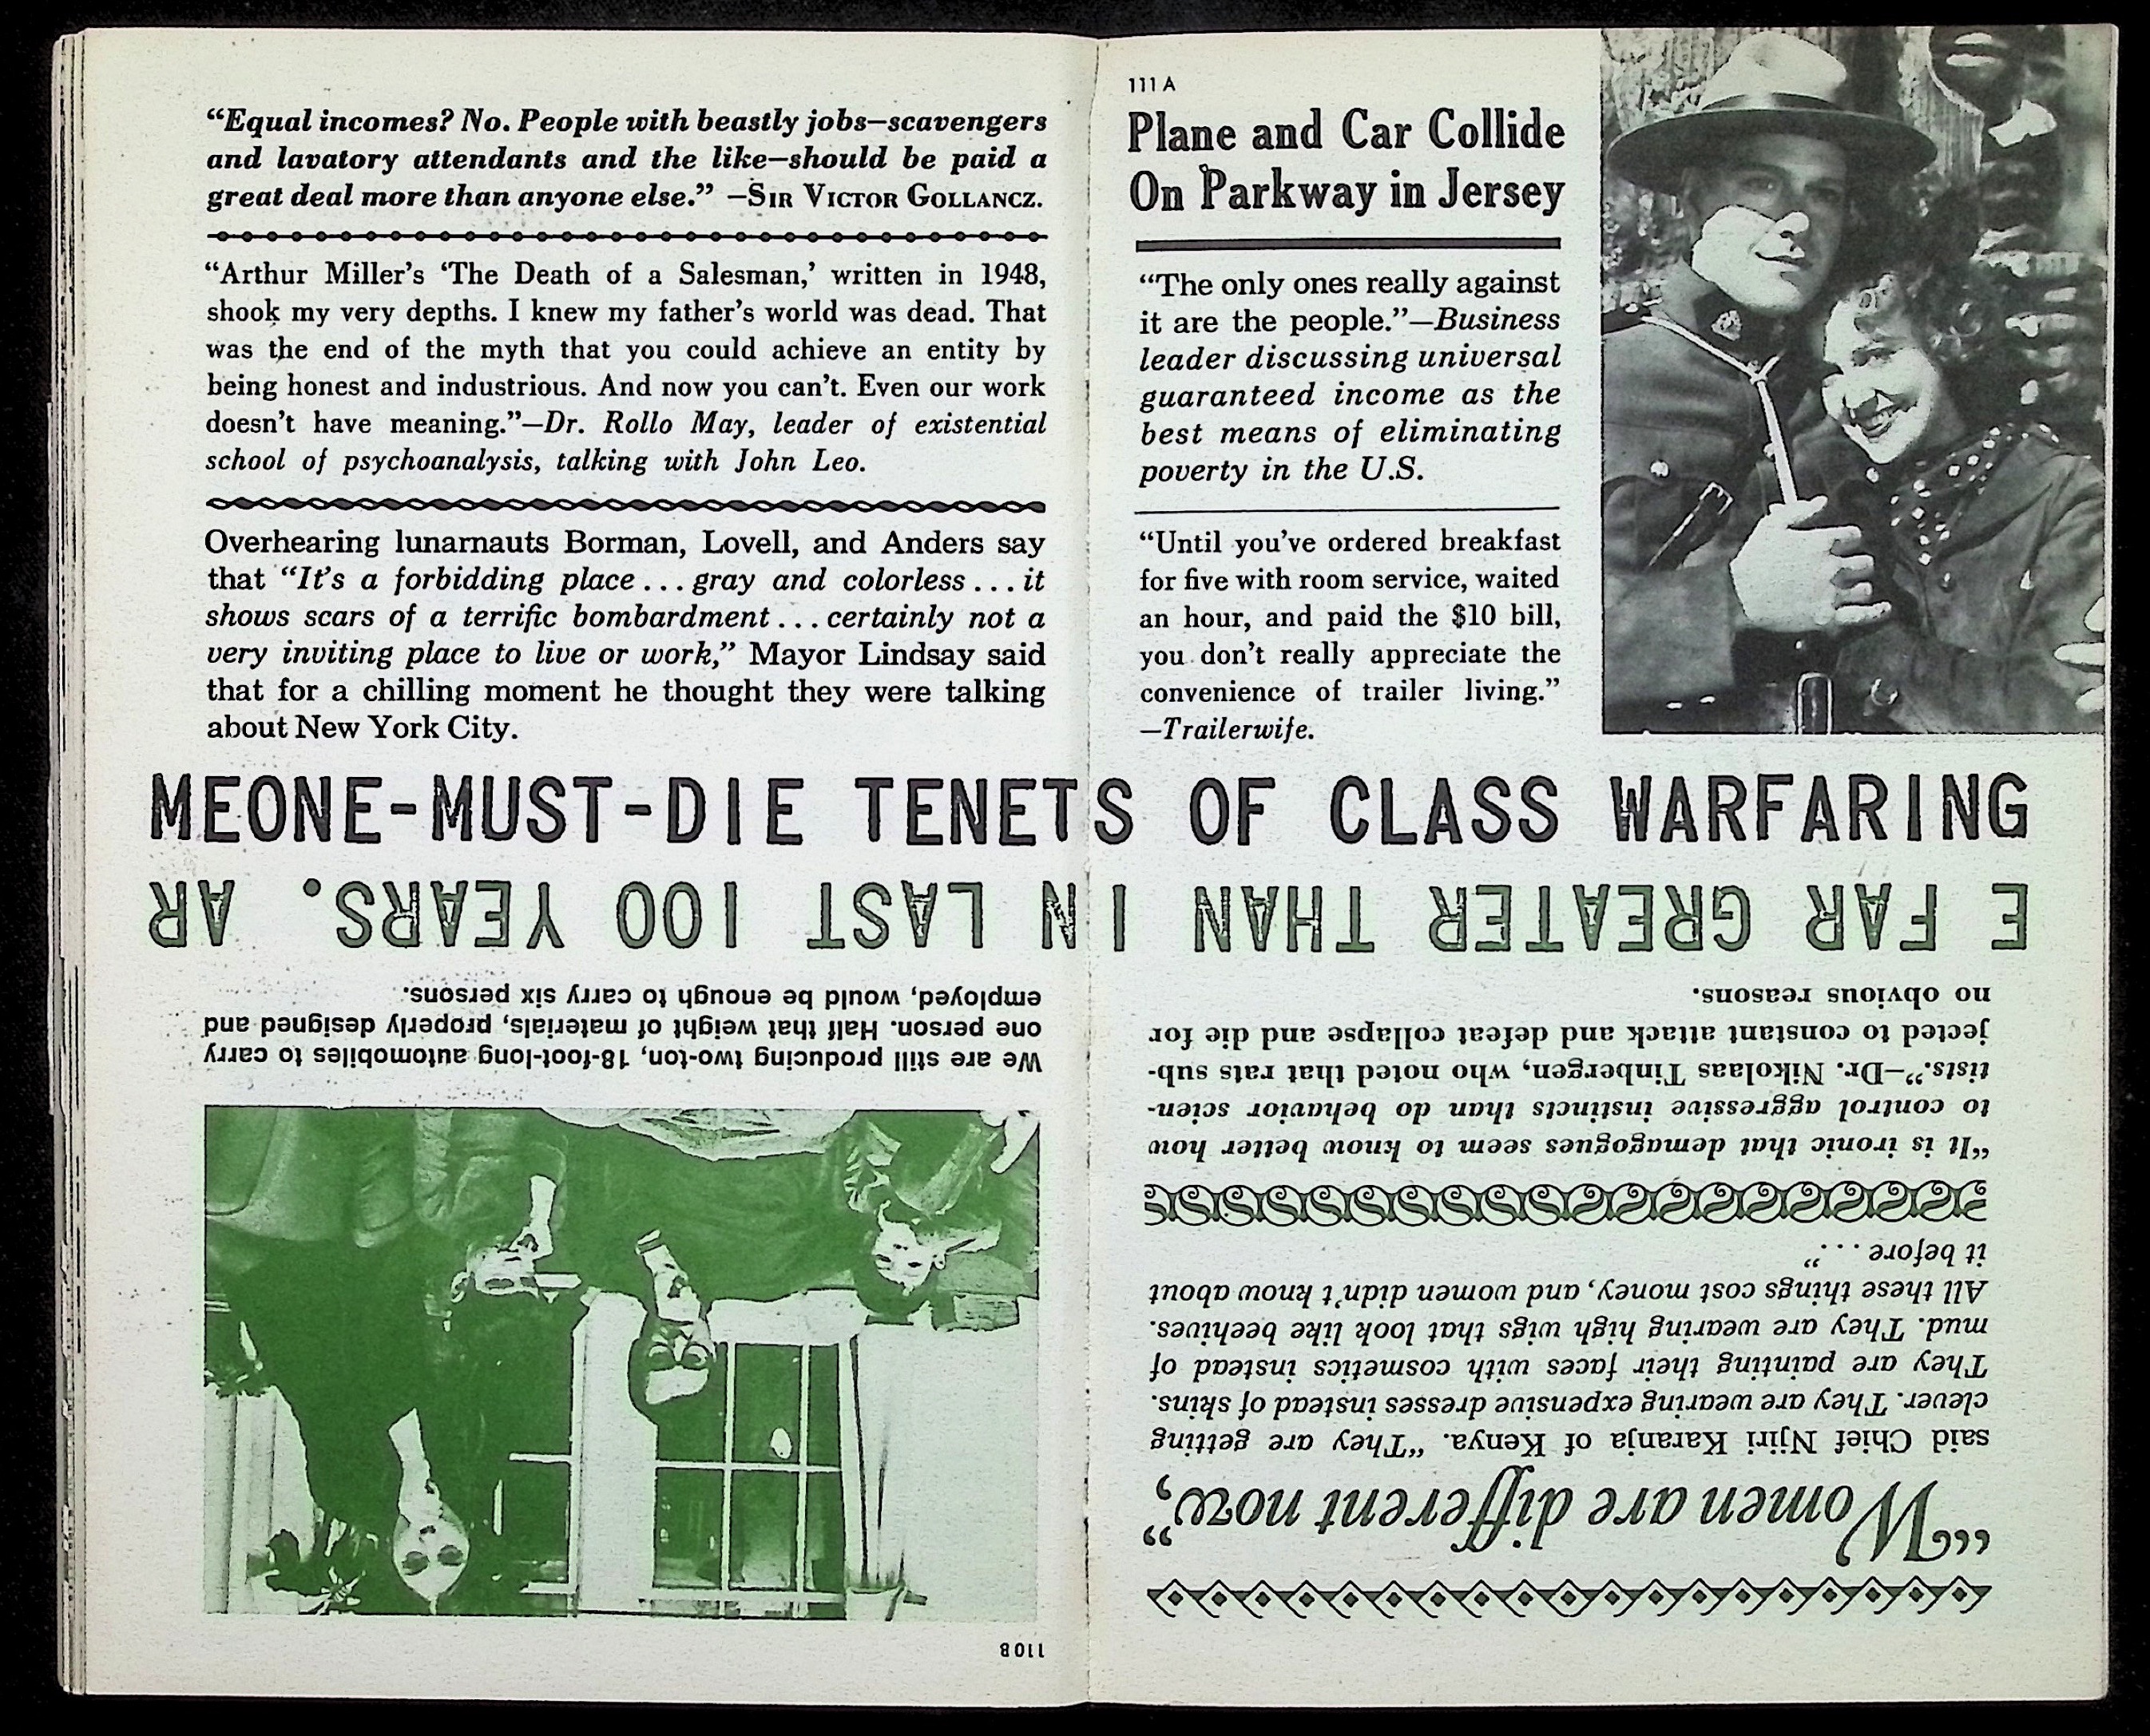 “Equal incomes? No. People with beastly jobs—scavengers
and lavatory attendants and the like—should be paid a
great deal more than anyone else.” —SIR VICTOR GOLLANCZ.
“Arthur Miller’s ‘The Death of a Salesman,’ written in 1948,
shook my very depths. I knew my father’s world was dead. That
was the end of the myth that you could achieve an entity by
being honest and industrious. And now you can’t. Even our work
doesn’t have meaning.”—Dr. Rollo May, leader of existential
school of psychoanalysis, talking with John Leo.
Overhearing lunarnauts Borman, Lovell, and Anders say
that “It’s a forbidding place . . . gray and colorless . . . it
shows scars of a terrific bombardment . . . certainly not a
very inviting place to live or work,” Mayor Lindsay said
that for a chilling moment he thought they were talking
about New York City.
111 A
Plane and Car Collide
On Parkway in Jersey
“The only ones really against
it are the people.”—Business
leader discussing universal
guaranteed income as the
best means of eliminating
poverty in the U.S.
“Until you’ve ordered breakfast
for five with room service, waited
an hour, and paid the $10 bill,
you don’t really appreciate the
convenience of trailer living.”
—Trailerwife.
MEONE-MUST-DIE TENETS OF CLASS WARFARING
E FAR GREATER THAN IN LAST 100 YEARS. AR
“Women are different now,”
said Chief Njiri Karanja of Kenya. “They are getting
clever. They are wearing expensive dresses instead of skins.
They are painting their faces with cosmetics instead of
mud. They are wearing high wigs that look like beehives.
All these things cost money, and women didn’t know about
it before . . .”
“It is ironic that demagogues seem to know better how
to control aggressive instincts than do behavior scien-
tists.”—Dr. Nikolaas Tinbergen, who noted that rats sub-
jected to constant attack and defeat collapse and die for
no obvious reasons.
110B
We are still producing two-ton, 18-foot-long automobiles to carry
one person. Half that weight of materials, properly designed and
employed, would be enough to carry six persons.